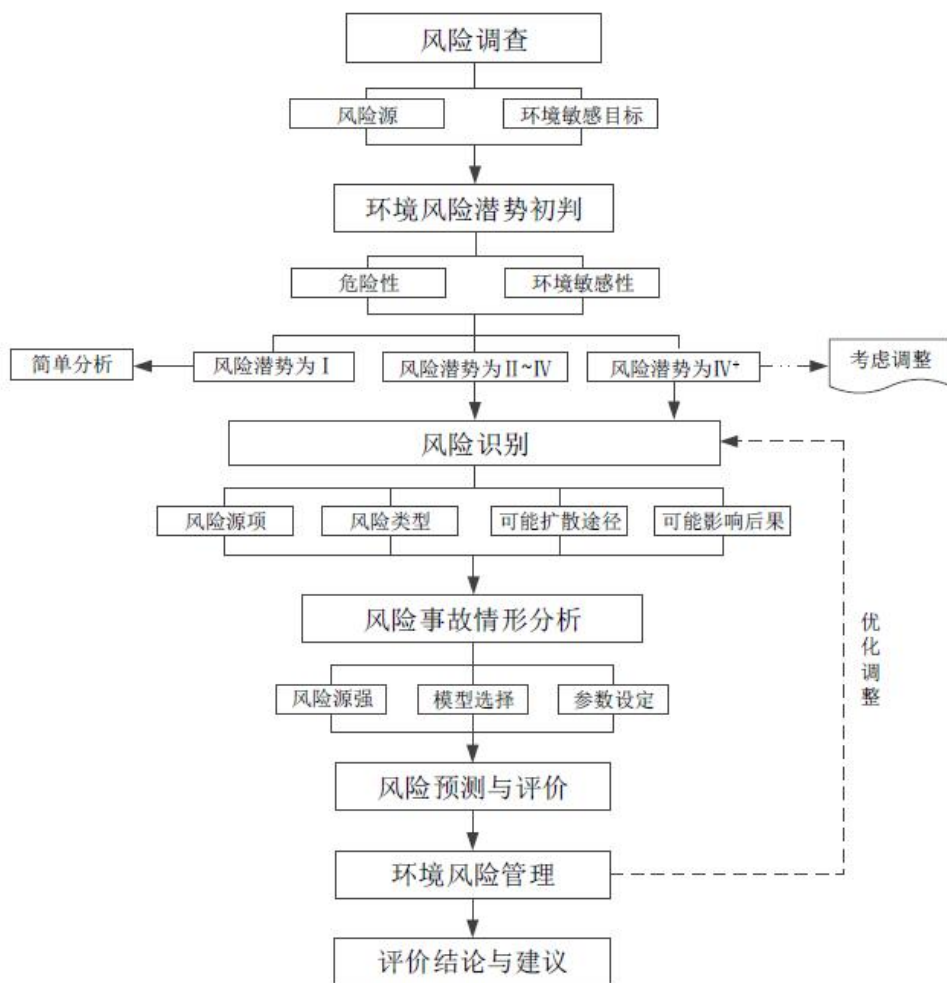 风险调查
风险源
环境敏感目标
环境风险潜势初判
危险性
环境敏感性
简单分析
风险潜势为Ⅰ
风险潜势为Ⅱ~Ⅳ
风险潜势为Ⅳ+
考虑调整
风险识别
风险源项
风险类型
可能扩散途径
可能影响后果
风险事故情形分析
风险源强
模型选择
参数设定
优化调整
风险预测与评价
环境风险管理
评价结论与建议